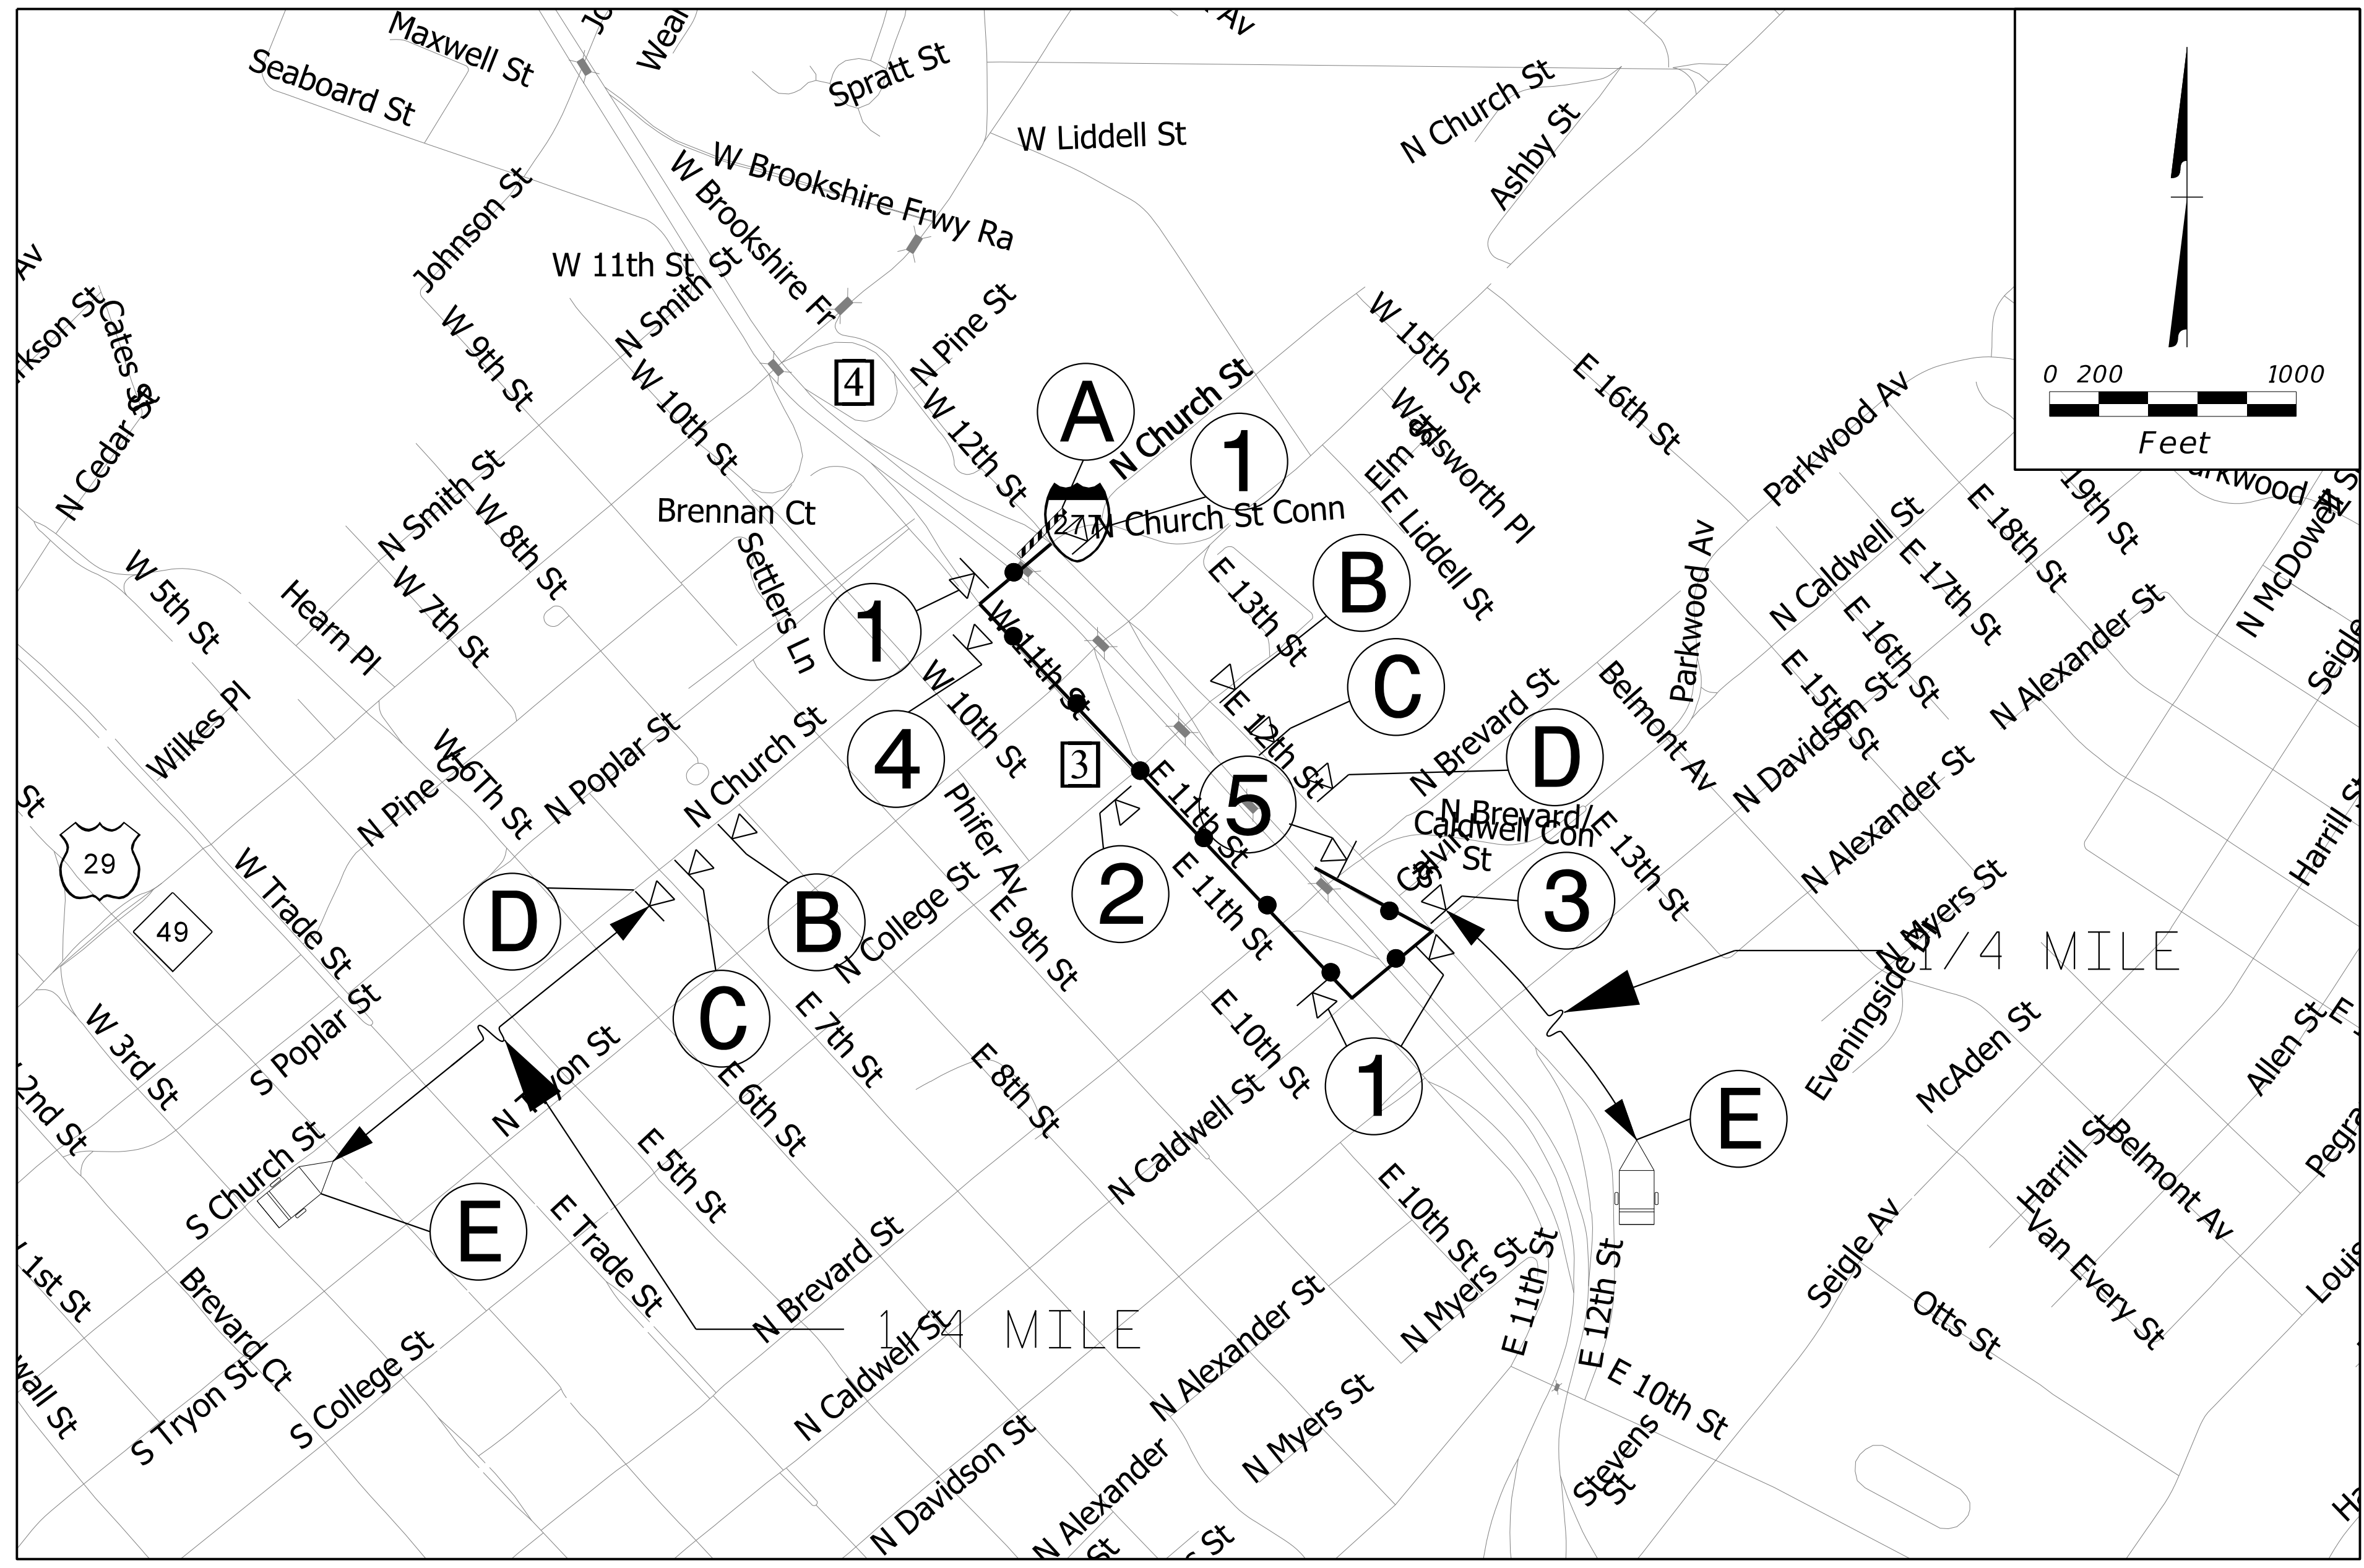 Maxwell St
Seaboard St
Spratt St
W Liddell St
N Church St
Ashby St
Johnson St
W Brookshire Frwy Ra
W Brookshire Fr
W 11th St
N Smith St
N Pine St
W 15th St
E 16th St
Parkwood Av
0 200 1000
Feet
Cates St
N Cedar St
W 9th St
W 10th St
4
W 12th St
A
N Church St
1
Wadsworth Pl
Elm St
E Liddell St
N Smith St
W 8th St
Brennan Ct
277
N Church St Conn
Parkwood Av
N Caldwell St
E 18th St
19th St
N McDowell St
E 17th St
W 5th St
Hearn Pl
W 7th St
Settlers Ln
1
W 11th St
E 13th St
B
C
E 16th St
N Alexander St
E 15th St
Wilkes Pl
W 6Th St
N Pine St
N Poplar St
N Church St
4
W 10th St
3
E 12th St
N Brevard St
Belmont Av
N Davidson St
D
5
E 11th St
Phifer Av
N Brevard/
Caldwell Con
St
E 13th St
N Alexander St
Harrill St
29
49
W Trade St
D
B
C
N College St
E 9th St
2
E 11th St
3
N Myers St
1/4 MILE
Eveningside Dr
W 3rd St
S Poplar St
2nd St
N Tryon St
E 7th St
E 6th St
E 8th St
E 10th St
1
McAden St
Allen St
E
S Church St
E
E 5th St
N Caldwell St
E 10th St
Harrill St
Belmont Av
Van Every St
Seigle Av
1st St
Brevard Ct
E Trade St
N Brevard St
1/4 MILE
N Myers St
E 11th St
E 12th St
Otts St
S Tryon St
S College St
N Caldwell St
N Alexander St
N Myers St
E 10th St
Stevens
St
N Davidson St
N Alexander
St